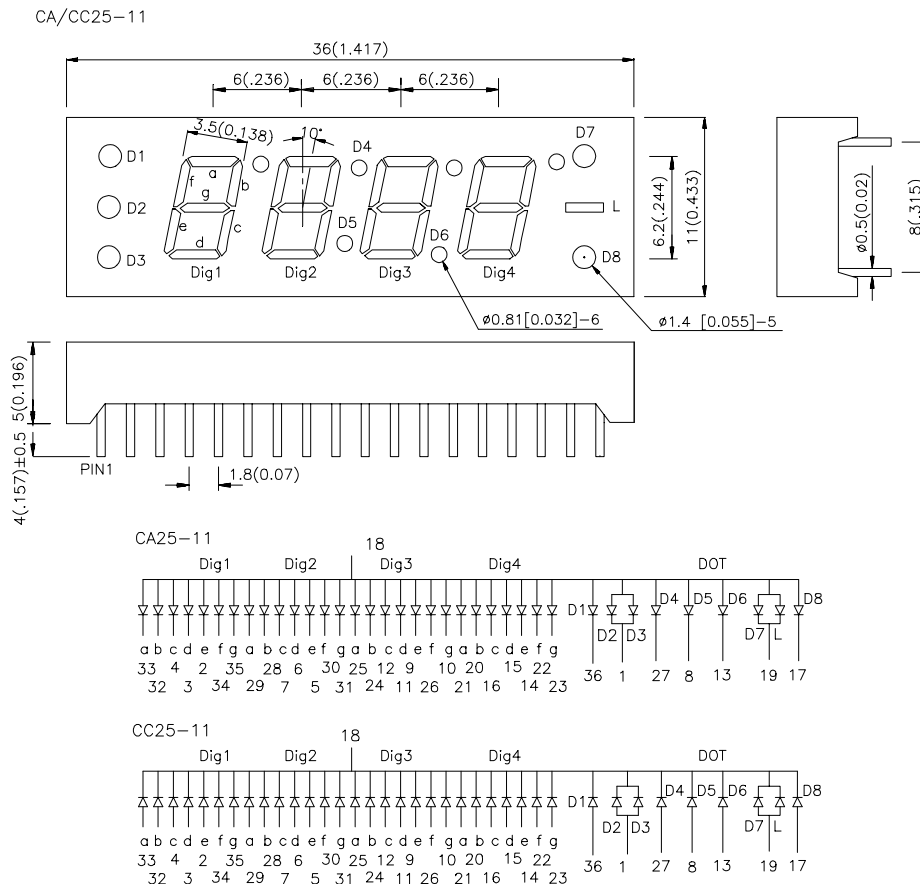 CA/CC25-11
36(1.417)
6(.236) 6(.236) 6(.236)
3.5(0.138) 10° D4 D7
D1
a
f b
g
D2 L
e c
d
D5
D6
D3 D8
Dig1 Dig2 Dig3 Dig4
6.2(.244)
11(0.433)
ø0.5(0.02)
8(.315)
ø0.81[0.032]-6
ø1.4 [0.055]-5
5(0.196)
4(.157)±0.5
PIN1
1.8(0.07)
CA25-11
18
Dig1 Dig2 Dig3 Dig4 DOT
D1 D4 D5 D6 D8
D2 D3 D7 L
a b c d e f g a b c d e f g a b c d e f g a b c d e f g
33 4 2 35 28 6 30 25 12 9 10 20 15 22 36 1 27 8 13 19 17
32 3 34 29 7 5 31 24 11 26 21 16 14 23
CC25-11
18
Dig1 Dig2 Dig3 Dig4 DOT
D1 D4 D5 D6 D8
D2 D3 D7 L
a b c d e f g a b c d e f g a b c d e f g a b c d e f g
33 4 2 35 28 6 30 25 12 9 10 20 15 22 36 1 27 8 13 19 17
32 3 34 29 7 5 31 24 11 26 21 16 14 23